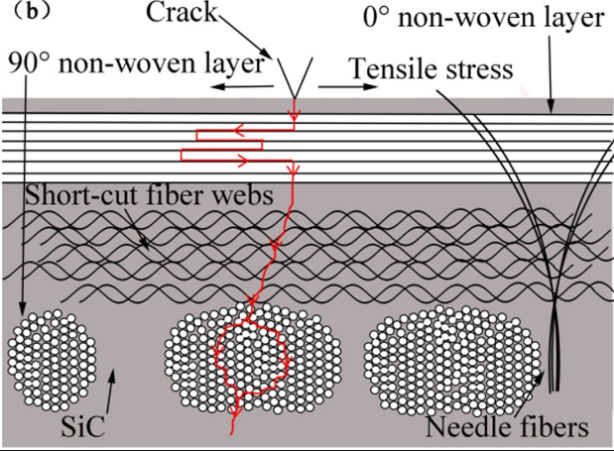 (b)
Crack
0° non-woven layer
90° non-woven layer
Tensile stress
Short-cut fiber webs
SiC
Needle fibers